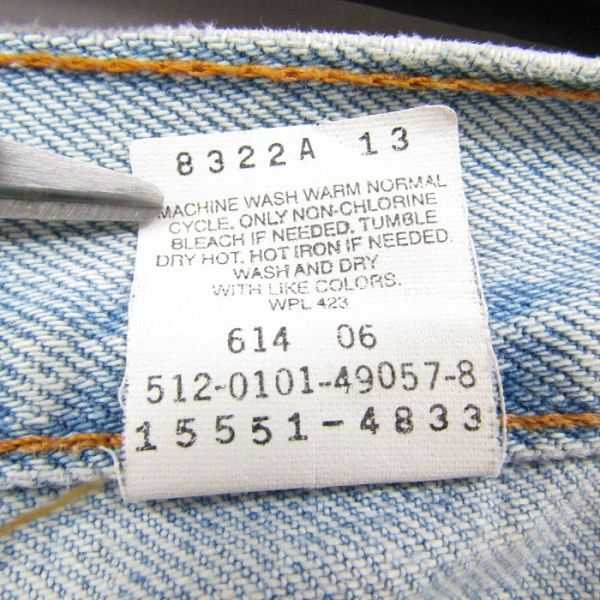 8322A 13
MACHINE WASH WARM NORMAL
CYCLE. ONLY NON-CHLORINE
BLEACH IF NEEDED. TUMBLE
DRY HOT. HOT IRON IF NEEDED.
WASH AND DRY
WITH LIKE COLORS.
WPL 423
614 06
512-0101-49057-8
15551-4833